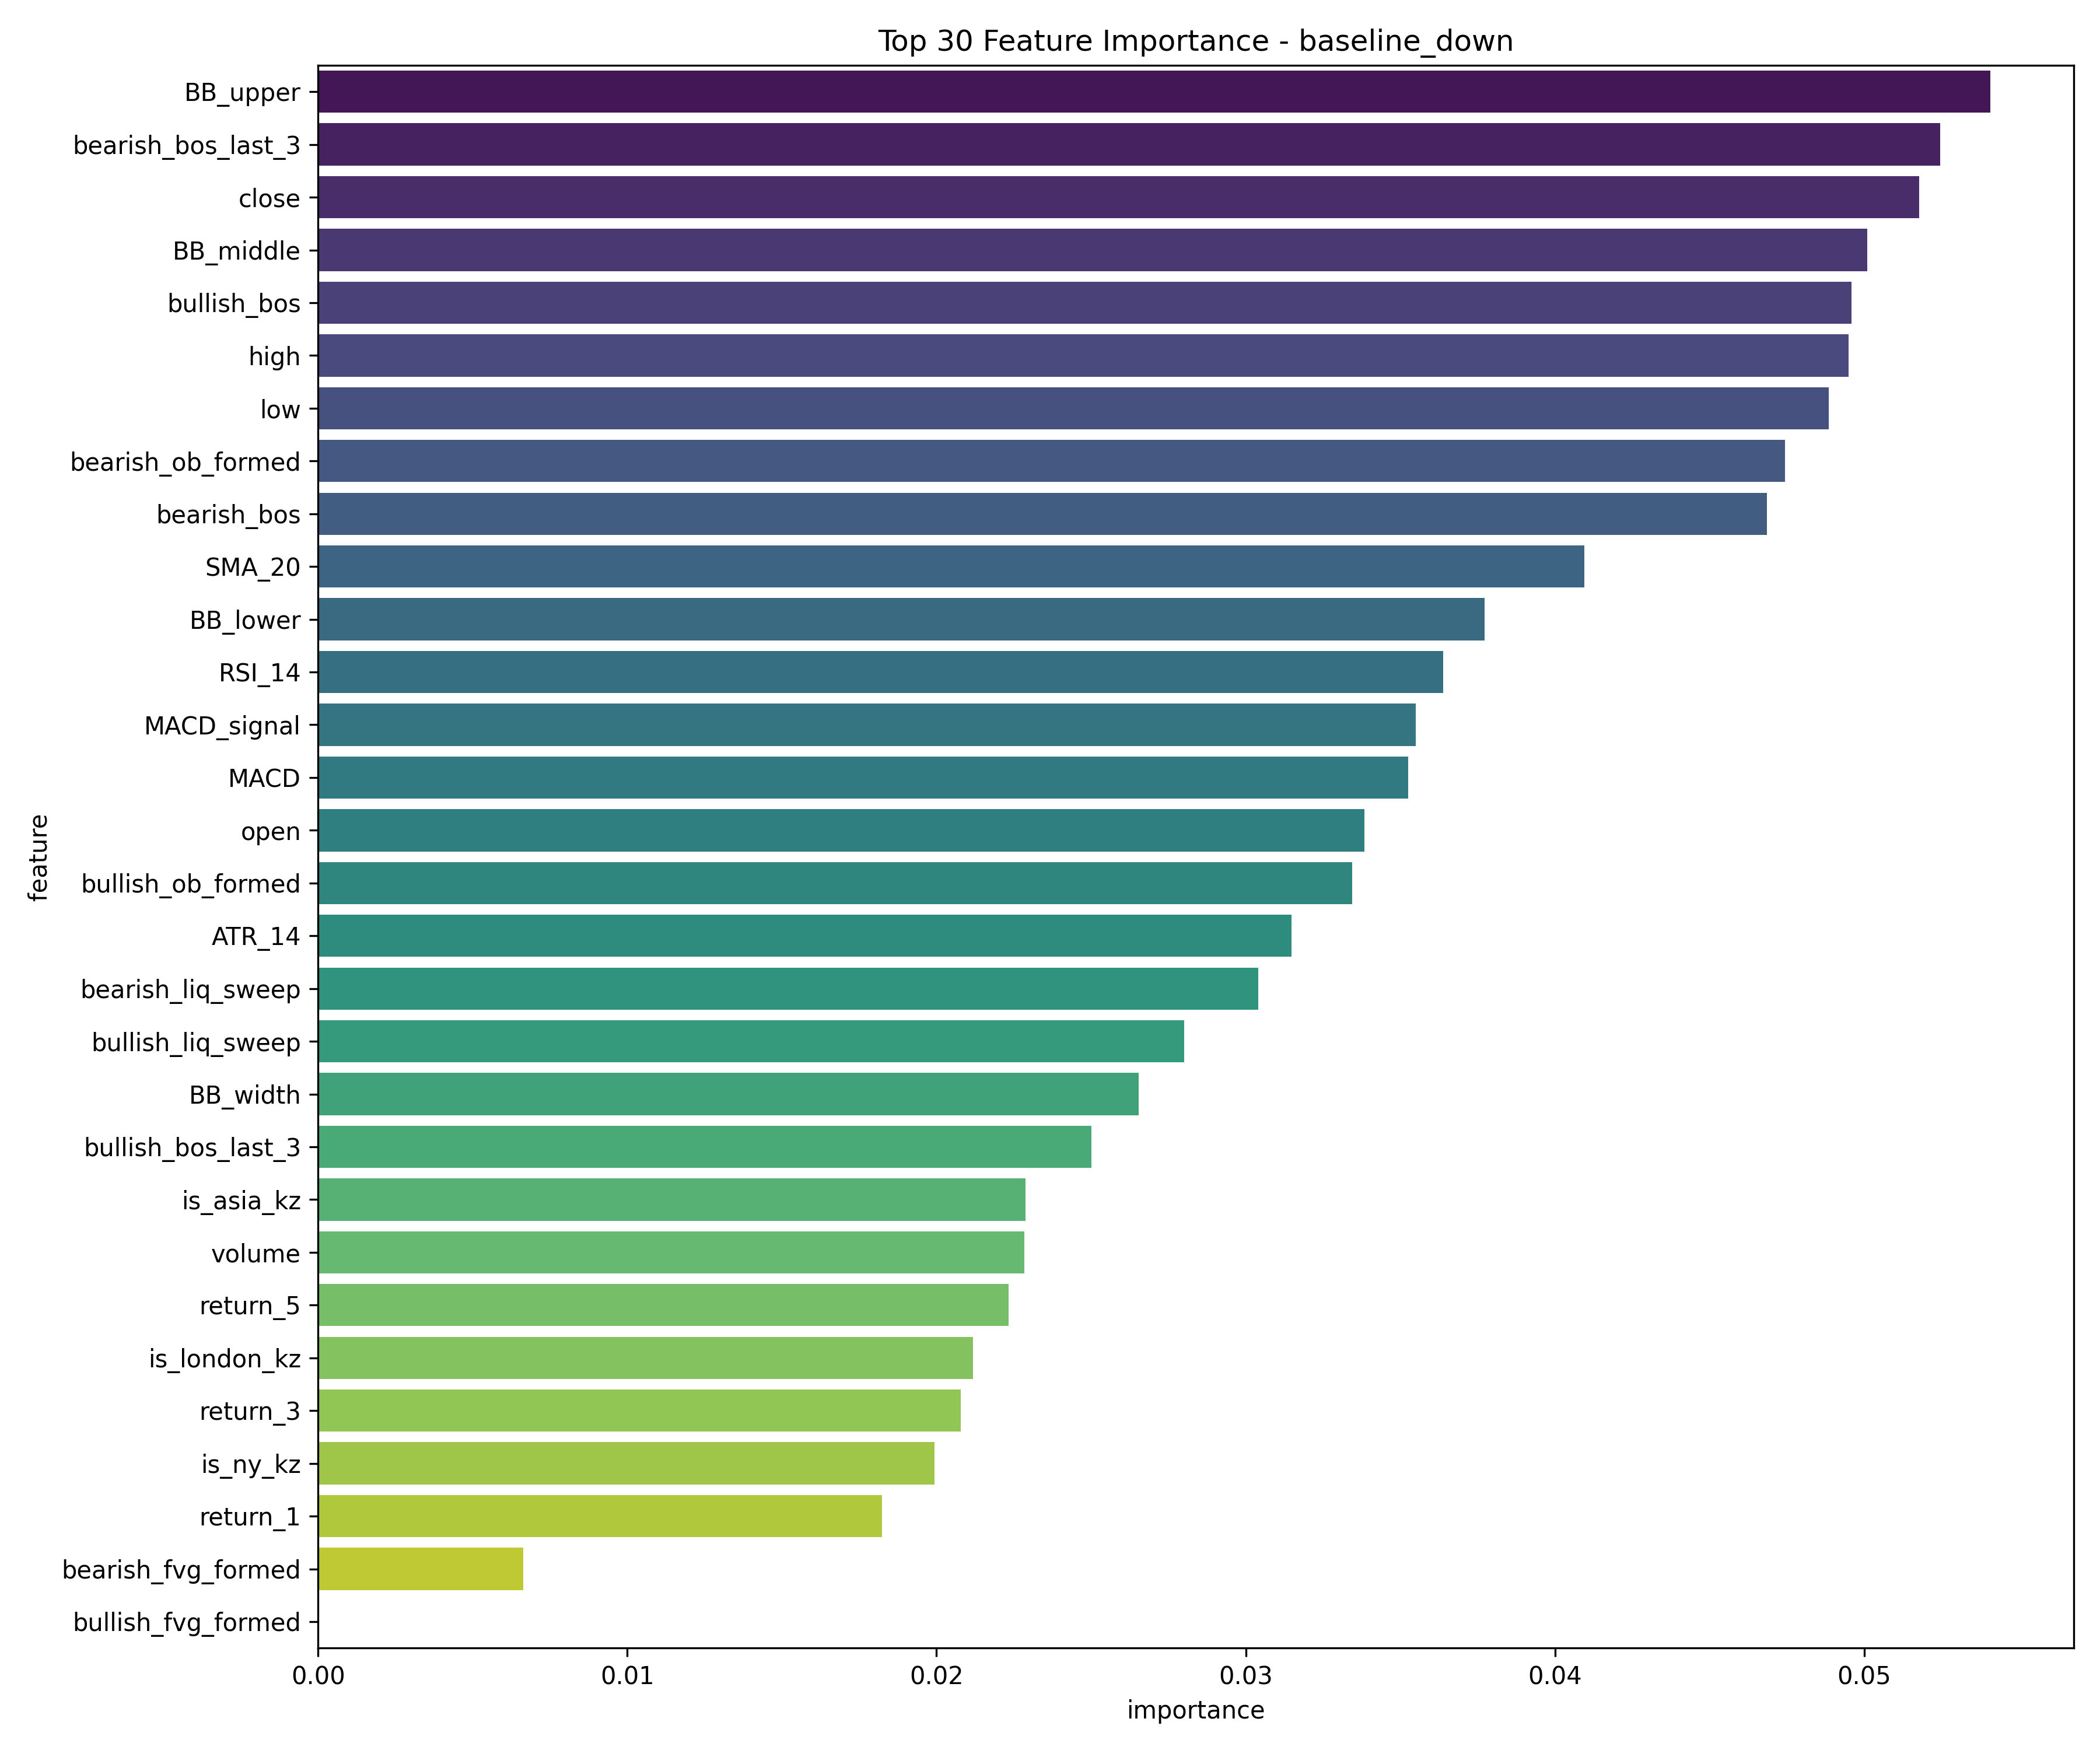 Top 30 Feature Importance - baseline_down
BB_upper
bearish_bos_last_3
close
BB_middle
bullish_bos
high
low
bearish_ob_formed
bearish_bos
SMA_20
BB_lower
RSI_14
MACD_signal
MACD
open
bullish_ob_formed
ATR_14
bearish_liq_sweep
bullish_liq_sweep
BB_width
bullish_bos_last_3
is_asia_kz
volume
return_5
is_london_kz
return_3
is_ny_kz
return_1
bearish_fvg_formed
bullish_fvg_formed
feature
0.00 0.01 0.02 0.03 0.04 0.05
importance